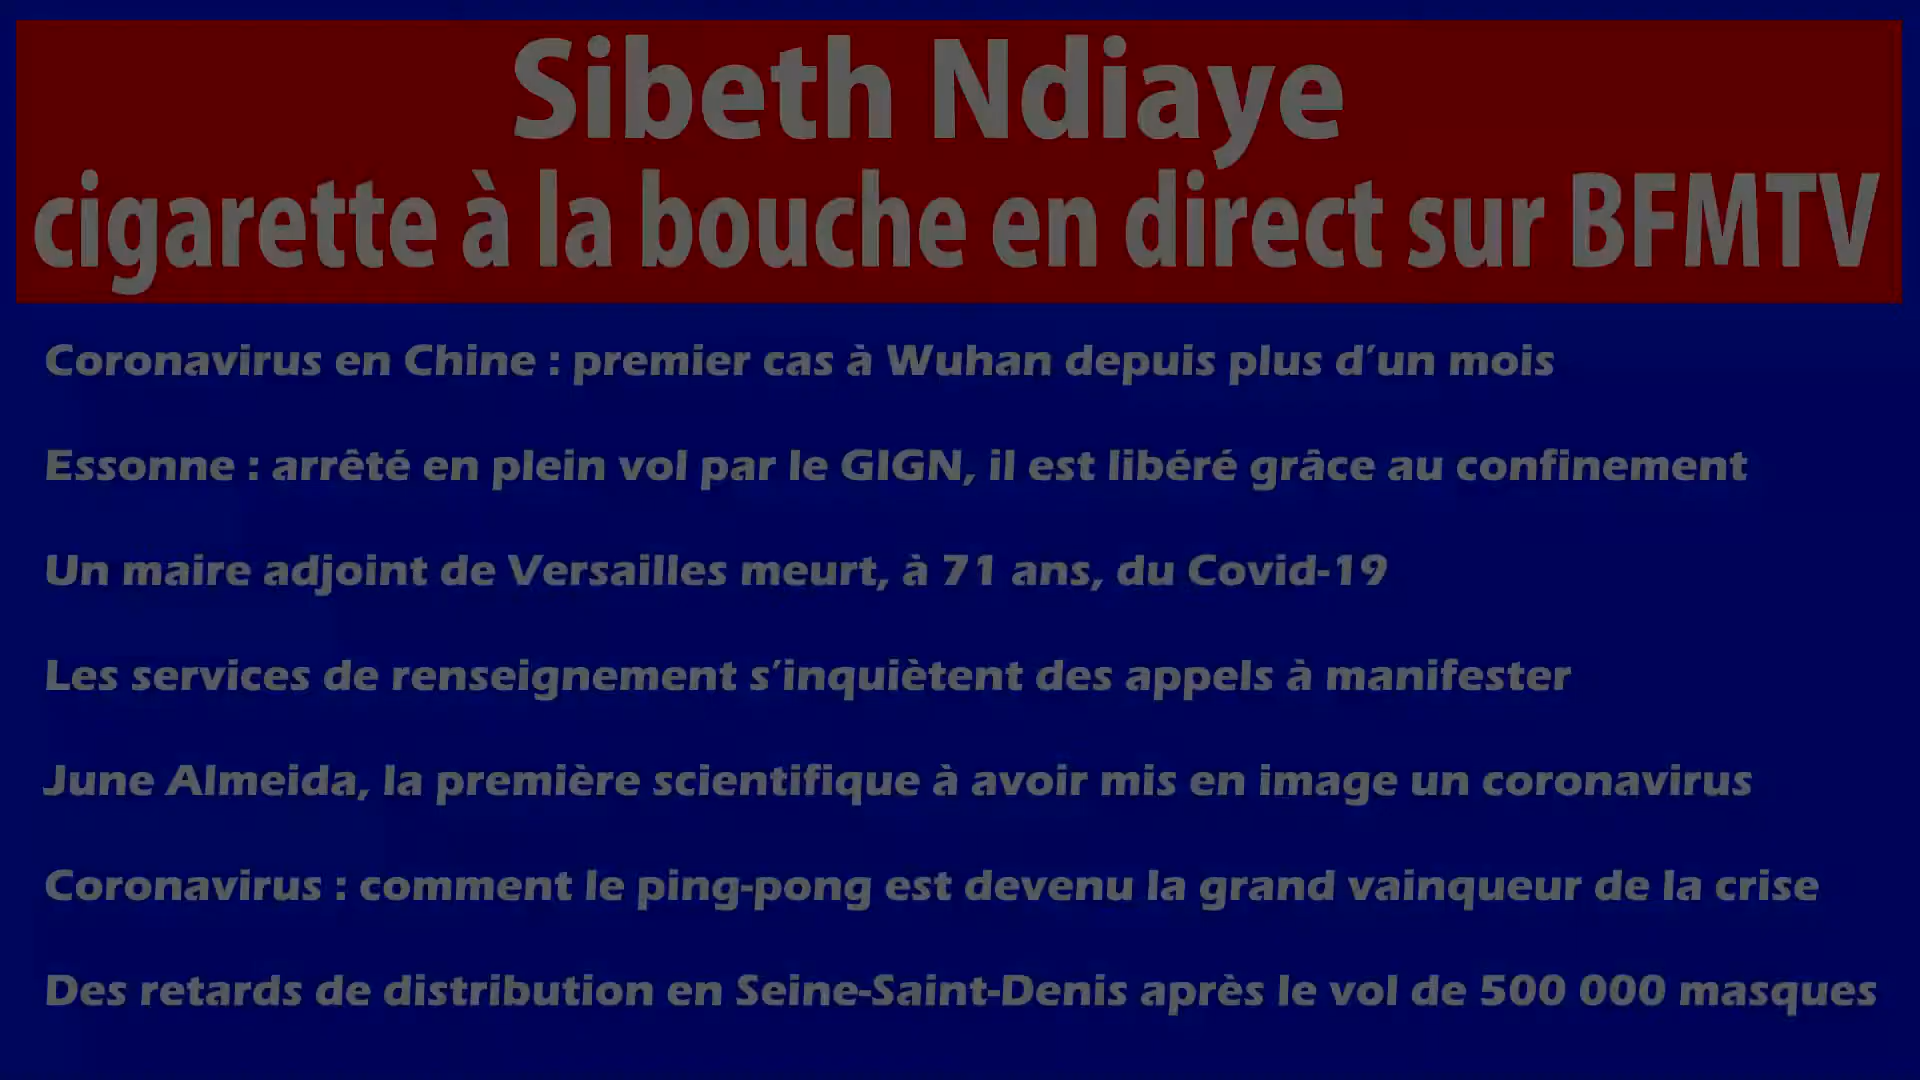 Sibeth Ndiaye
cigarette à la bouche en direct sur BFMTV
Coronavirus en Chine : premier cas à Wuhan depuis plus d’un mois
Essonne : arrêté en plein vol par le GIGN, il est libéré grâce au confinement
Un maire adjoint de Versailles meurt, à 71 ans, du Covid-19
Les services de renseignement s’inquiètent des appels à manifester
June Almeida, la première scientifique à avoir mis en image un coronavirus
Coronavirus : comment le ping-pong est devenu la grand vainqueur de la crise
Des retards de distribution en Seine-Saint-Denis après le vol de 500 000 masques